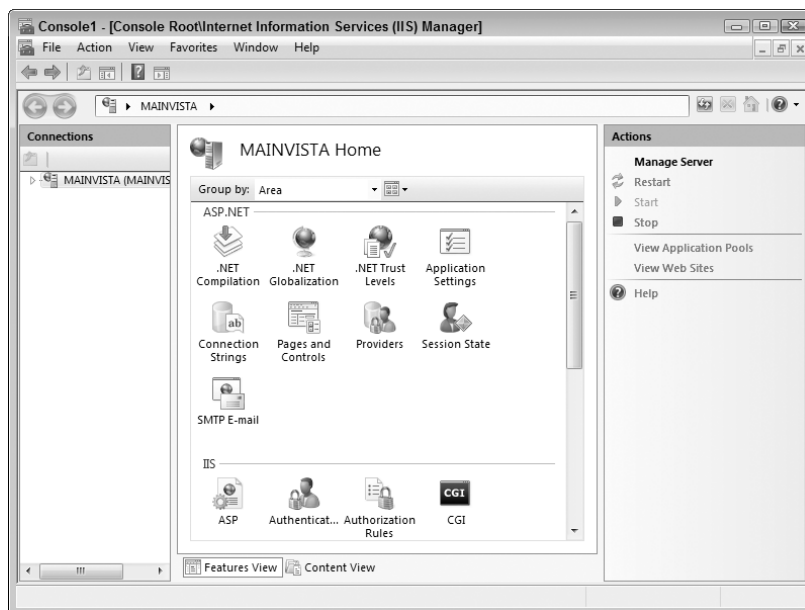 Console1 - [Console Root\Internet Information Services (IIS) Manager]
File Action View Favorites Window Help
MAINVISTA
Connections
MAINVISTA (MAINVIS
MAINVISTA Home
Group by: Area
ASP.NET
.NET Compilation
.NET Globalization
.NET Trust Levels
Application Settings
Connection Strings
Pages and Controls
Providers
Session State
SMTP E-mail
IIS
ASP
Authenticat...
Authorization Rules
CGI
CGI
Features View
Content View
Actions
Manage Server
Restart
Start
Stop
View Application Pools
View Web Sites
Help